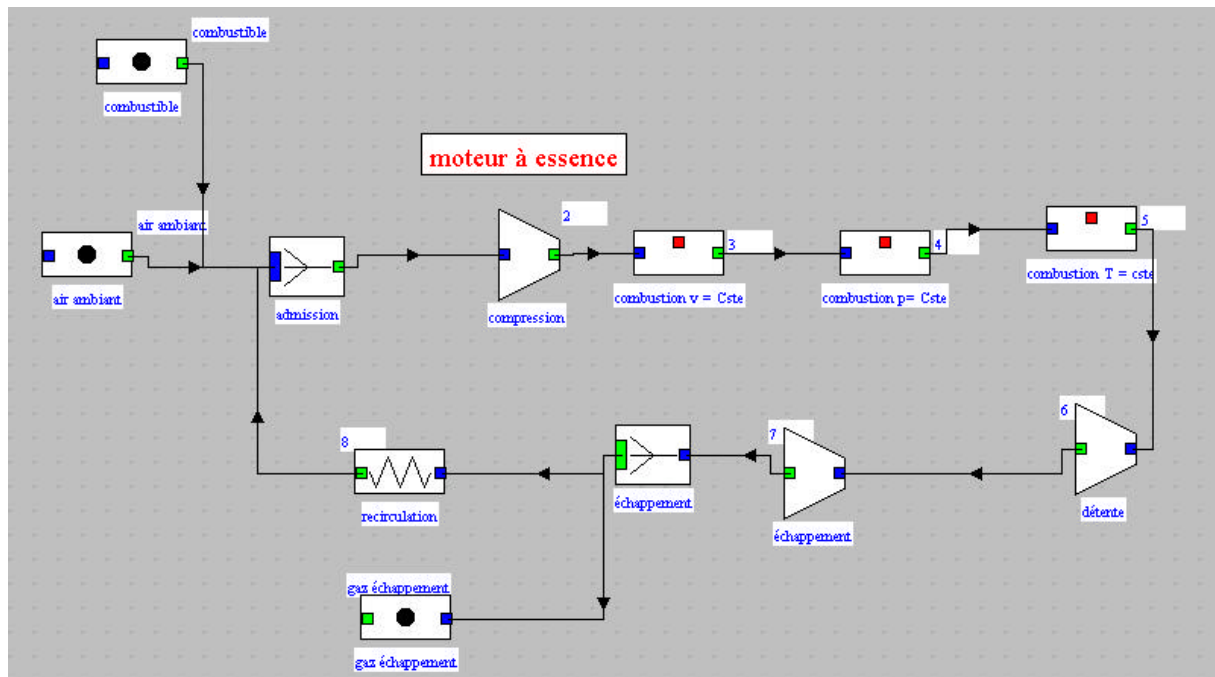 combustible
combustible
moteur à essence
air ambiant
air ambiant
admission
2
compression
3
combustion v = Cste
4
combustion p= Cste
5
combustion T = cste
6
détente
7
échappement
échappement
8
recirculation
gaz échappement
gaz échappement